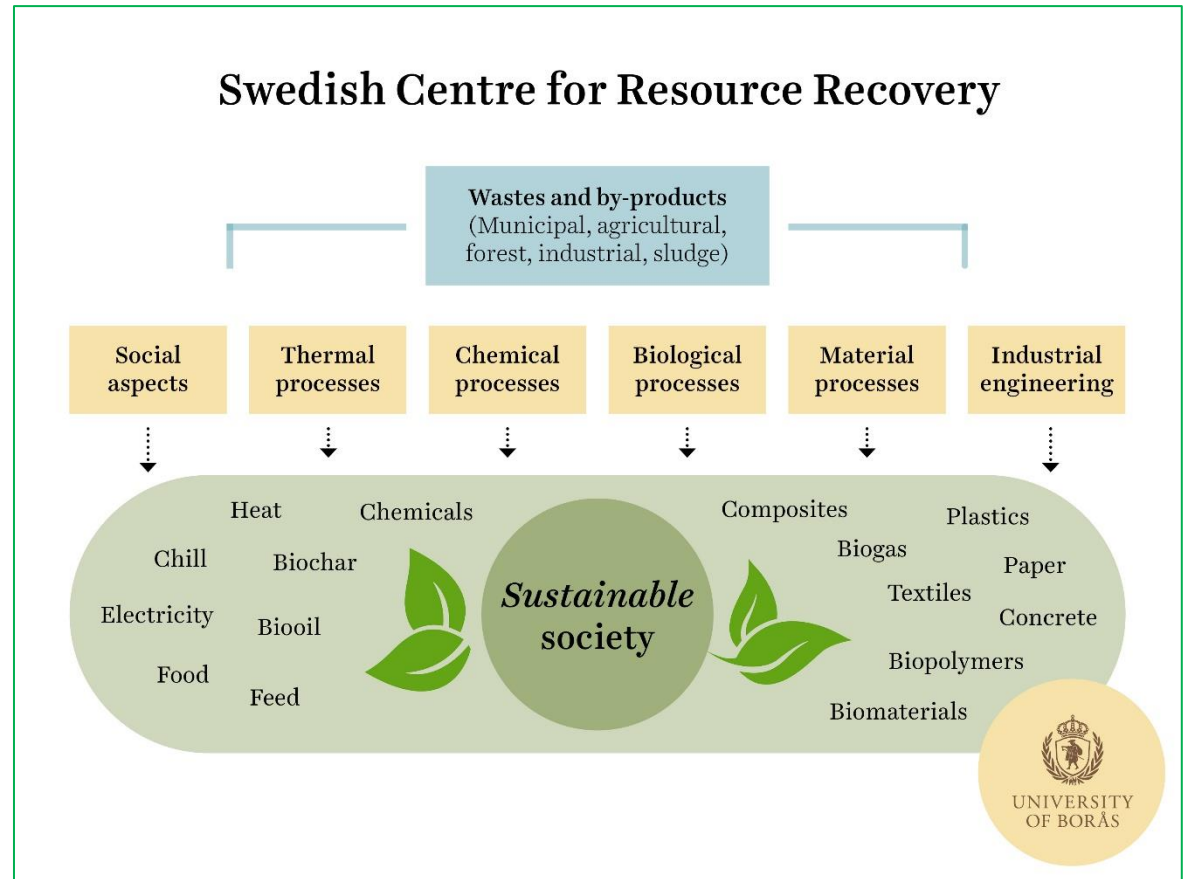 Swedish Centre for Resource Recovery
Wastes and by-products
(Municipal, agricultural,
forest, industrial, sludge)
Social
aspects
Thermal
processes
Chemical
processes
Biological
processes
Material
processes
Industrial
engineering
Heat
Chemicals
Chill
Biochar
Electricity
Biooil
Food
Feed
Sustainable
society
Composites
Plastics
Biogas
Paper
Textiles
Concrete
Biopolymers
Biomaterials
UNIVERSITY
OF BORÅS